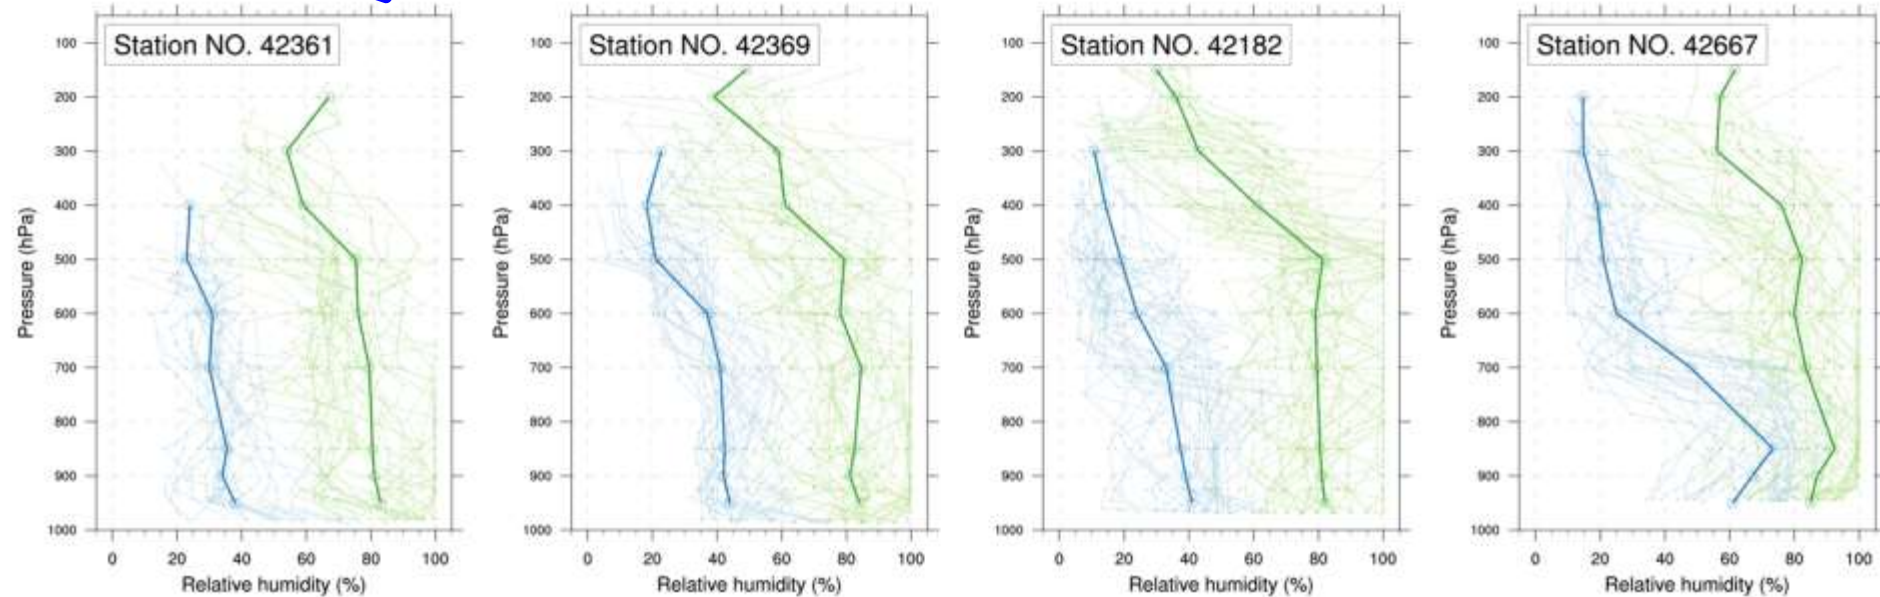 Station NO. 42361
100
200
300
400
500
600
700
800
900
1000
Pressure (hPa)
0 20 40 60 80 100
Relative humidity (%)
Station NO. 42369
100
200
300
400
500
600
700
800
900
1000
Pressure (hPa)
0 20 40 60 80 100
Relative humidity (%)
Station NO. 42182
100
200
300
400
500
600
700
800
900
1000
Pressure (hPa)
0 20 40 60 80 100
Relative humidity (%)
Station NO. 42667
100
200
300
400
500
600
700
800
900
1000
Pressure (hPa)
0 20 40 60 80 100
Relative humidity (%)